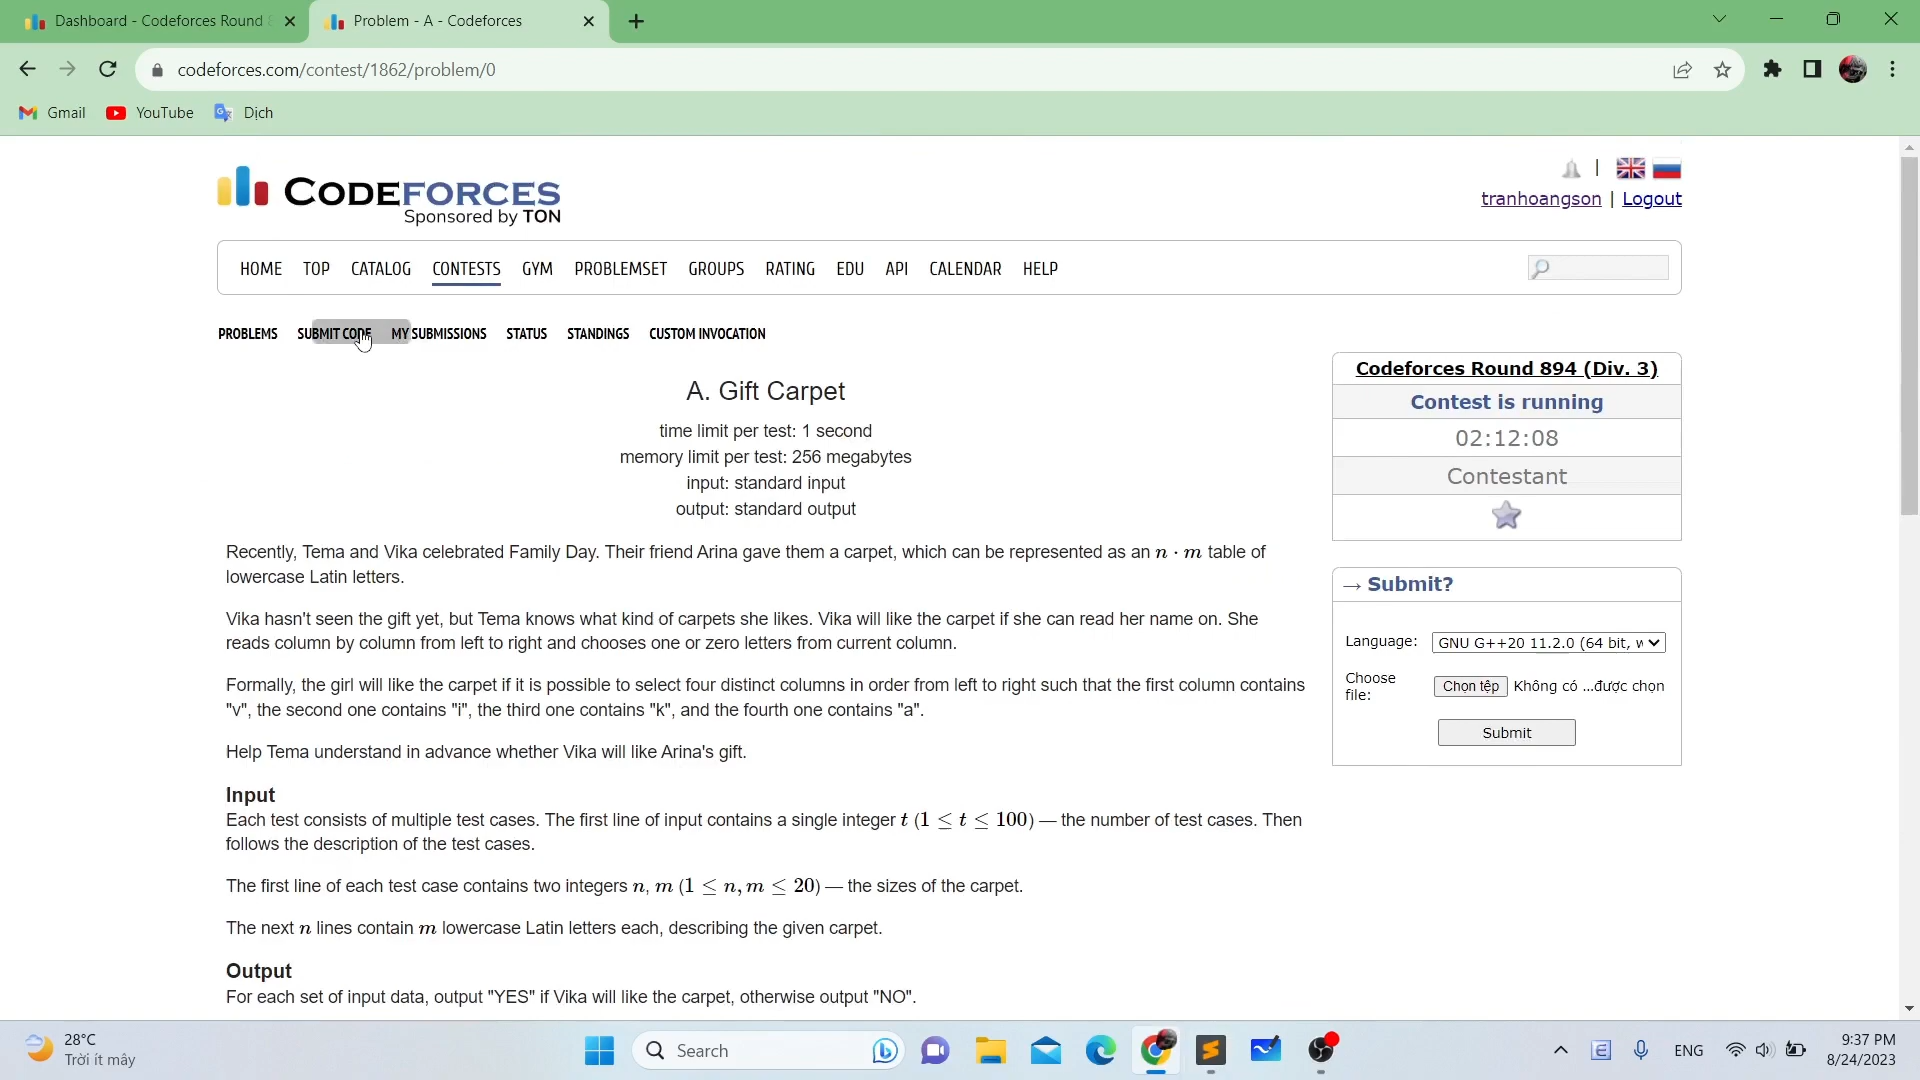 Dashboard - Codeforces Round
Problem - A - Codeforces
codeforces.com/contest/1862/problem/0
Gmail YouTube Dịch
CODEFORCES
Sponsored by TON
|
tranhoangson | Logout
HOME TOP CATALOG CONTESTS GYM PROBLEMSET GROUPS RATING EDU API CALENDAR HELP
PROBLEMS SUBMIT CODE MY SUBMISSIONS STATUS STANDINGS CUSTOM INVOCATION
A. Gift Carpet
time limit per test: 1 second
memory limit per test: 256 megabytes
input: standard input
output: standard output
Recently, Tema and Vika celebrated Family Day. Their friend Arina gave them a carpet, which can be represented as an n · m table of
lowercase Latin letters.
Vika hasn't seen the gift yet, but Tema knows what kind of carpets she likes. Vika will like the carpet if she can read her name on. She
reads column by column from left to right and chooses one or zero letters from current column.
Formally, the girl will like the carpet if it is possible to select four distinct columns in order from left to right such that the first column contains
"v", the second one contains "i", the third one contains "k", and the fourth one contains "a".
Help Tema understand in advance whether Vika will like Arina's gift.
Input
Each test consists of multiple test cases. The first line of input contains a single integer t (1 ≤ t ≤ 100) — the number of test cases. Then
follows the description of the test cases.
The first line of each test case contains two integers n, m (1 ≤ n, m ≤ 20) — the sizes of the carpet.
The next n lines contain m lowercase Latin letters each, describing the given carpet.
Output
For each set of input data, output "YES" if Vika will like the carpet, otherwise output "NO".
Codeforces Round 894 (Div. 3)
Contest is running
02:12:08
Contestant
→ Submit?
Language: GNU G++20 11.2.0 (64 bit, w
Choose
file: Chọn tệp Không có ...được chọn
Submit
28°C
Trời ít mây
Search
ENG
9:37 PM
8/24/2023